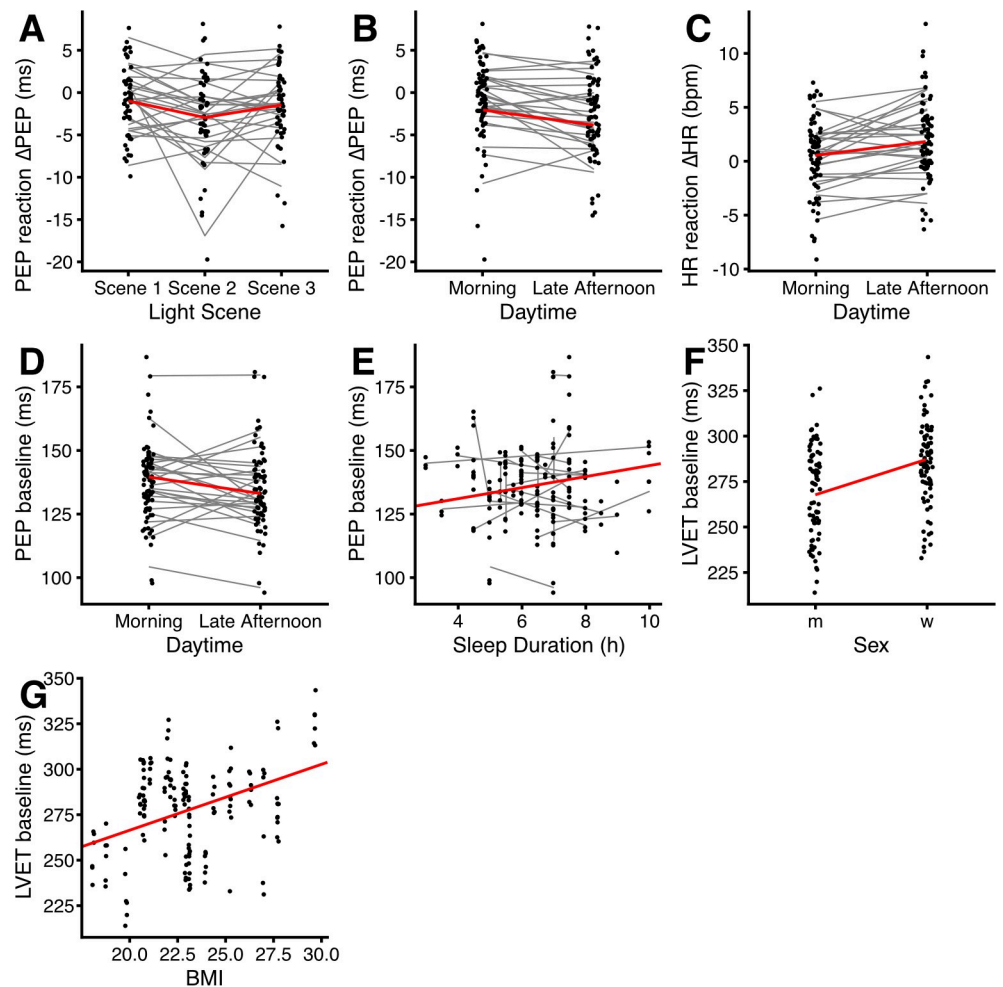 A
PEP reaction ΔPEP (ms)
5
0
-5
-10
-15
-20
Scene 1 Scene 2 Scene 3
Light Scene
B
PEP reaction ΔPEP (ms)
5
0
-5
-10
-15
-20
Morning Late Afternoon
Daytime
C
HR reaction ΔHR (bpm)
10
5
0
-5
-10
Morning Late Afternoon
Daytime
D
PEP baseline (ms)
175
150
125
100
Morning Late Afternoon
Daytime
E
PEP baseline (ms)
175
150
125
100
4 6 8 10
Sleep Duration (h)
F
LVET baseline (ms)
350
325
300
275
250
225
m w
Sex
G
LVET baseline (ms)
350
325
300
275
250
225
20.0 22.5 25.0 27.5 30.0
BMI